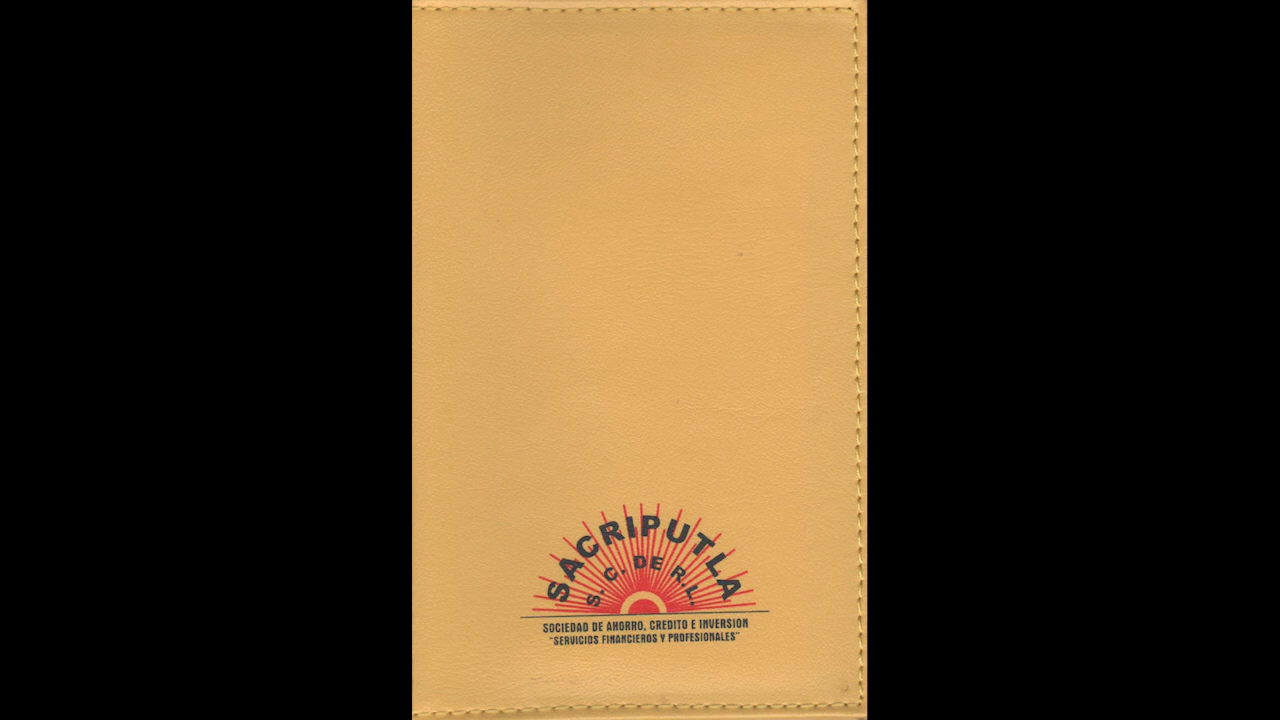 SACRIPUTLA
S. C. DE R.L.
SOCIEDAD DE AHORRO, CREDITO E INVERSION
"SERVICIOS FINANCIEROS Y PROFESIONALES"